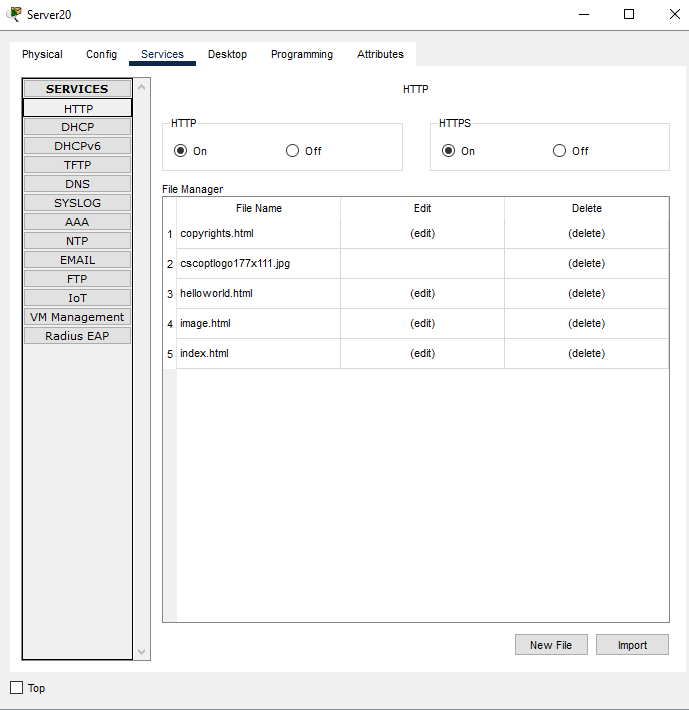 Server20
Physical Config Services Desktop Programming Attributes
SERVICES
HTTP
DHCP
DHCPv6
TFTP
DNS
SYSLOG
AAA
NTP
EMAIL
FTP
IoT
VM Management
Radius EAP
HTTP
HTTP
On Off
HTTPS
On Off
File Manager
File Name Edit Delete
1 copyrights.html (edit) (delete)
2 cscoptlogo177x111.jpg (delete)
3 helloworld.html (edit) (delete)
4 image.html (edit) (delete)
5 index.html (edit) (delete)
New File Import
Top